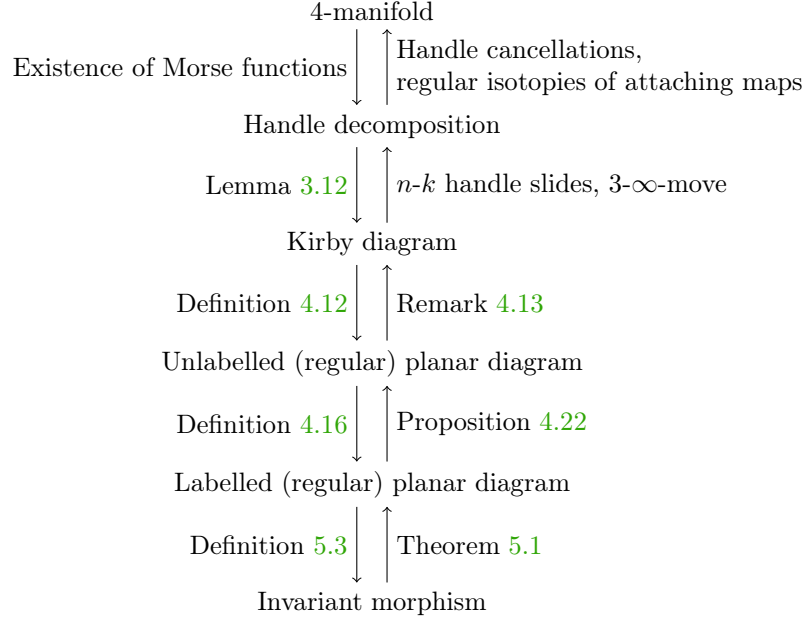 4-manifold
Existence of Morse functions
Handle cancellations,
regular isotopies of attaching maps
Handle decomposition
Lemma 3.12
n-k handle slides, 3-∞-move
Kirby diagram
Definition 4.12
Remark 4.13
Unlabelled (regular) planar diagram
Definition 4.16
Proposition 4.22
Labelled (regular) planar diagram
Definition 5.3
Theorem 5.1
Invariant morphism